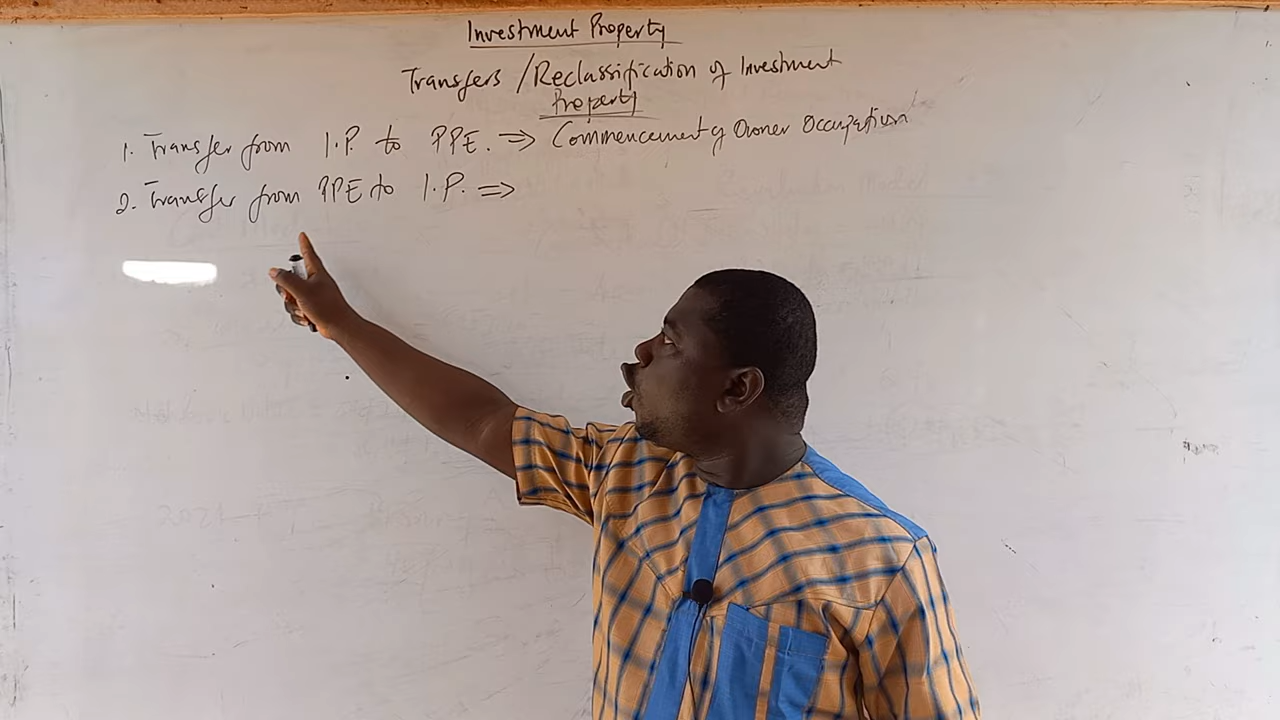 Investment Property
Transfers / Reclassification of Investment
Property
1. Transfer from I.P. to PPE. ⇒ Commencement of Owner Occupation
2. Transfer from PPE to I.P. ⇒